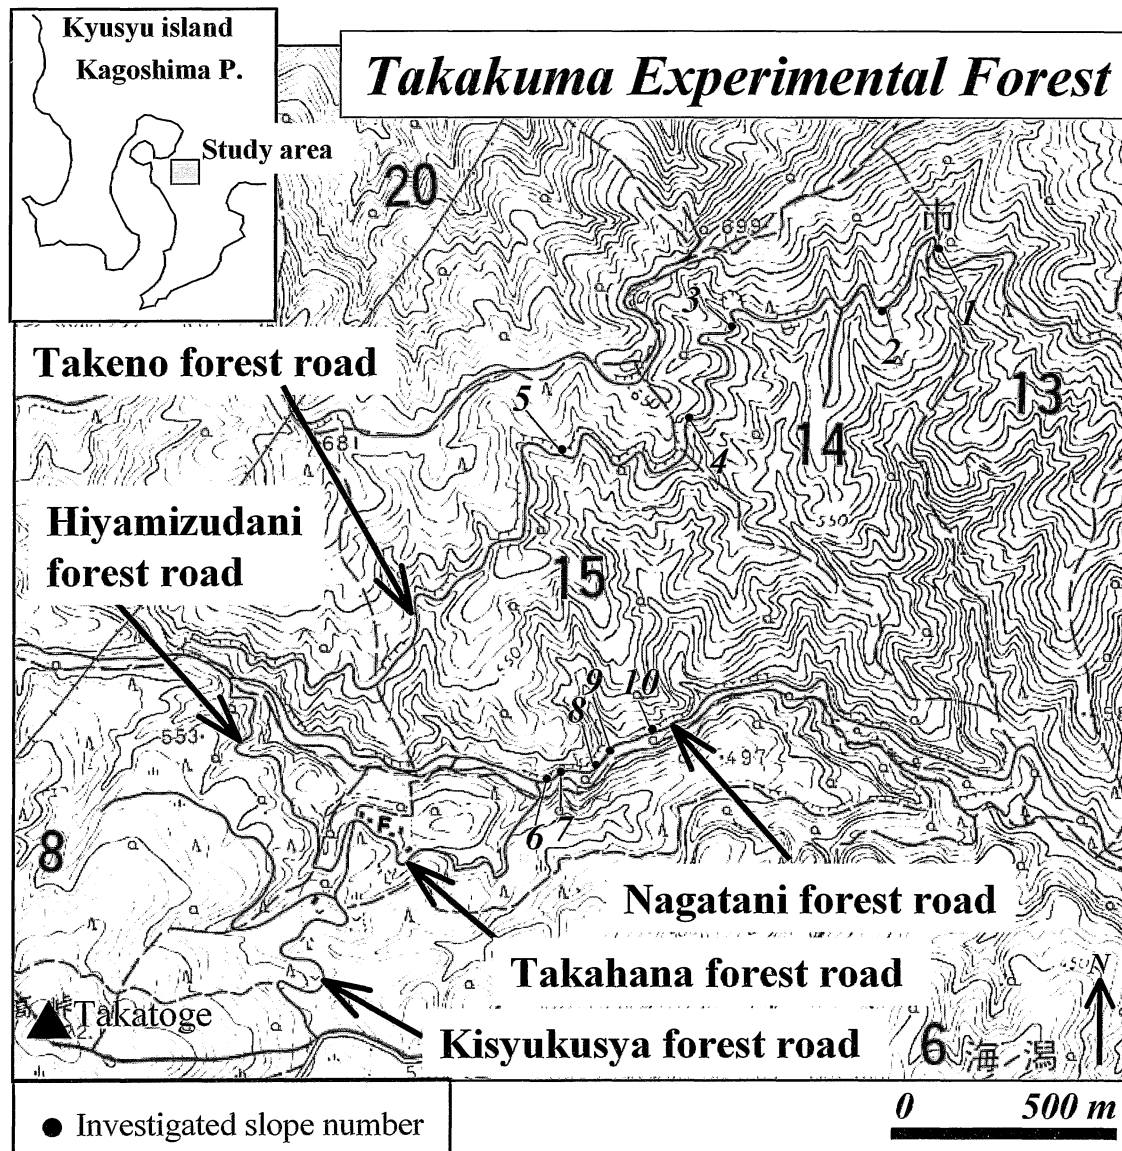 Kyusyu island
Kagoshima P.
Study area
Takakuma Experimental Forest
20
699
市
3
1
2
Takeno forest road
5
13
681
14
4
Hiyamizudani
forest road
550
15
9
10
8
553
497
F
8
6
7
Nagatani forest road
Takahana forest road
N
Takatoge
Kisyukusya forest road
6
海
潟
● Investigated slope number
0
500 m